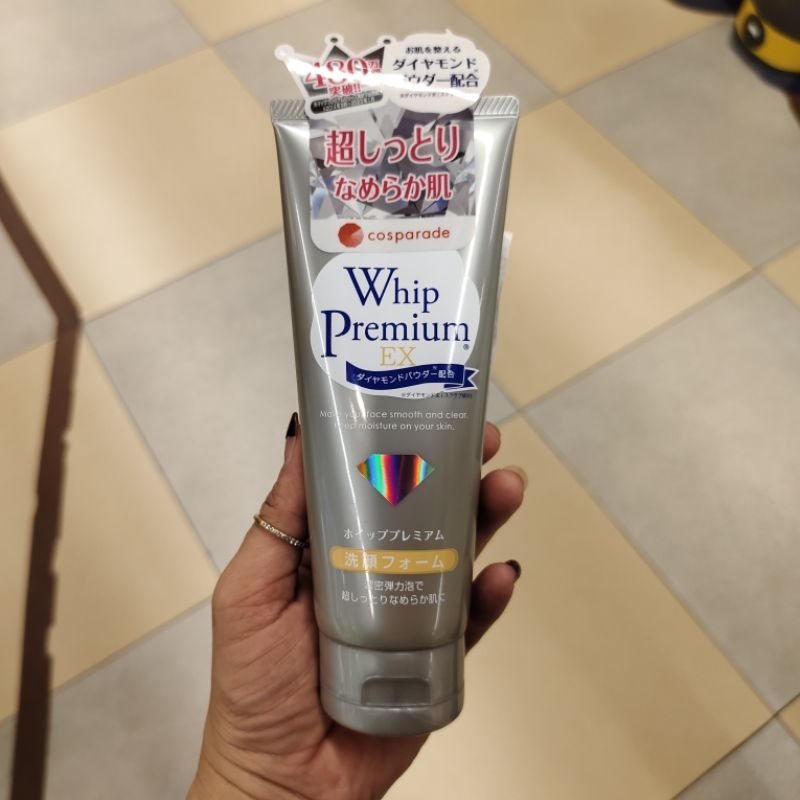 480万
突破!!
お肌を整える
ダイヤモンド
パウダー配合
超しっとり
なめらか肌
cosparade
Whip
Premium®
EX
ダイヤモンドパウダー配合
Make your face smooth and clear.
Keep moisture on your skin.
ホイッププレミアム
洗顔フォーム
濃密弾力泡で
超しっとりなめらか肌に